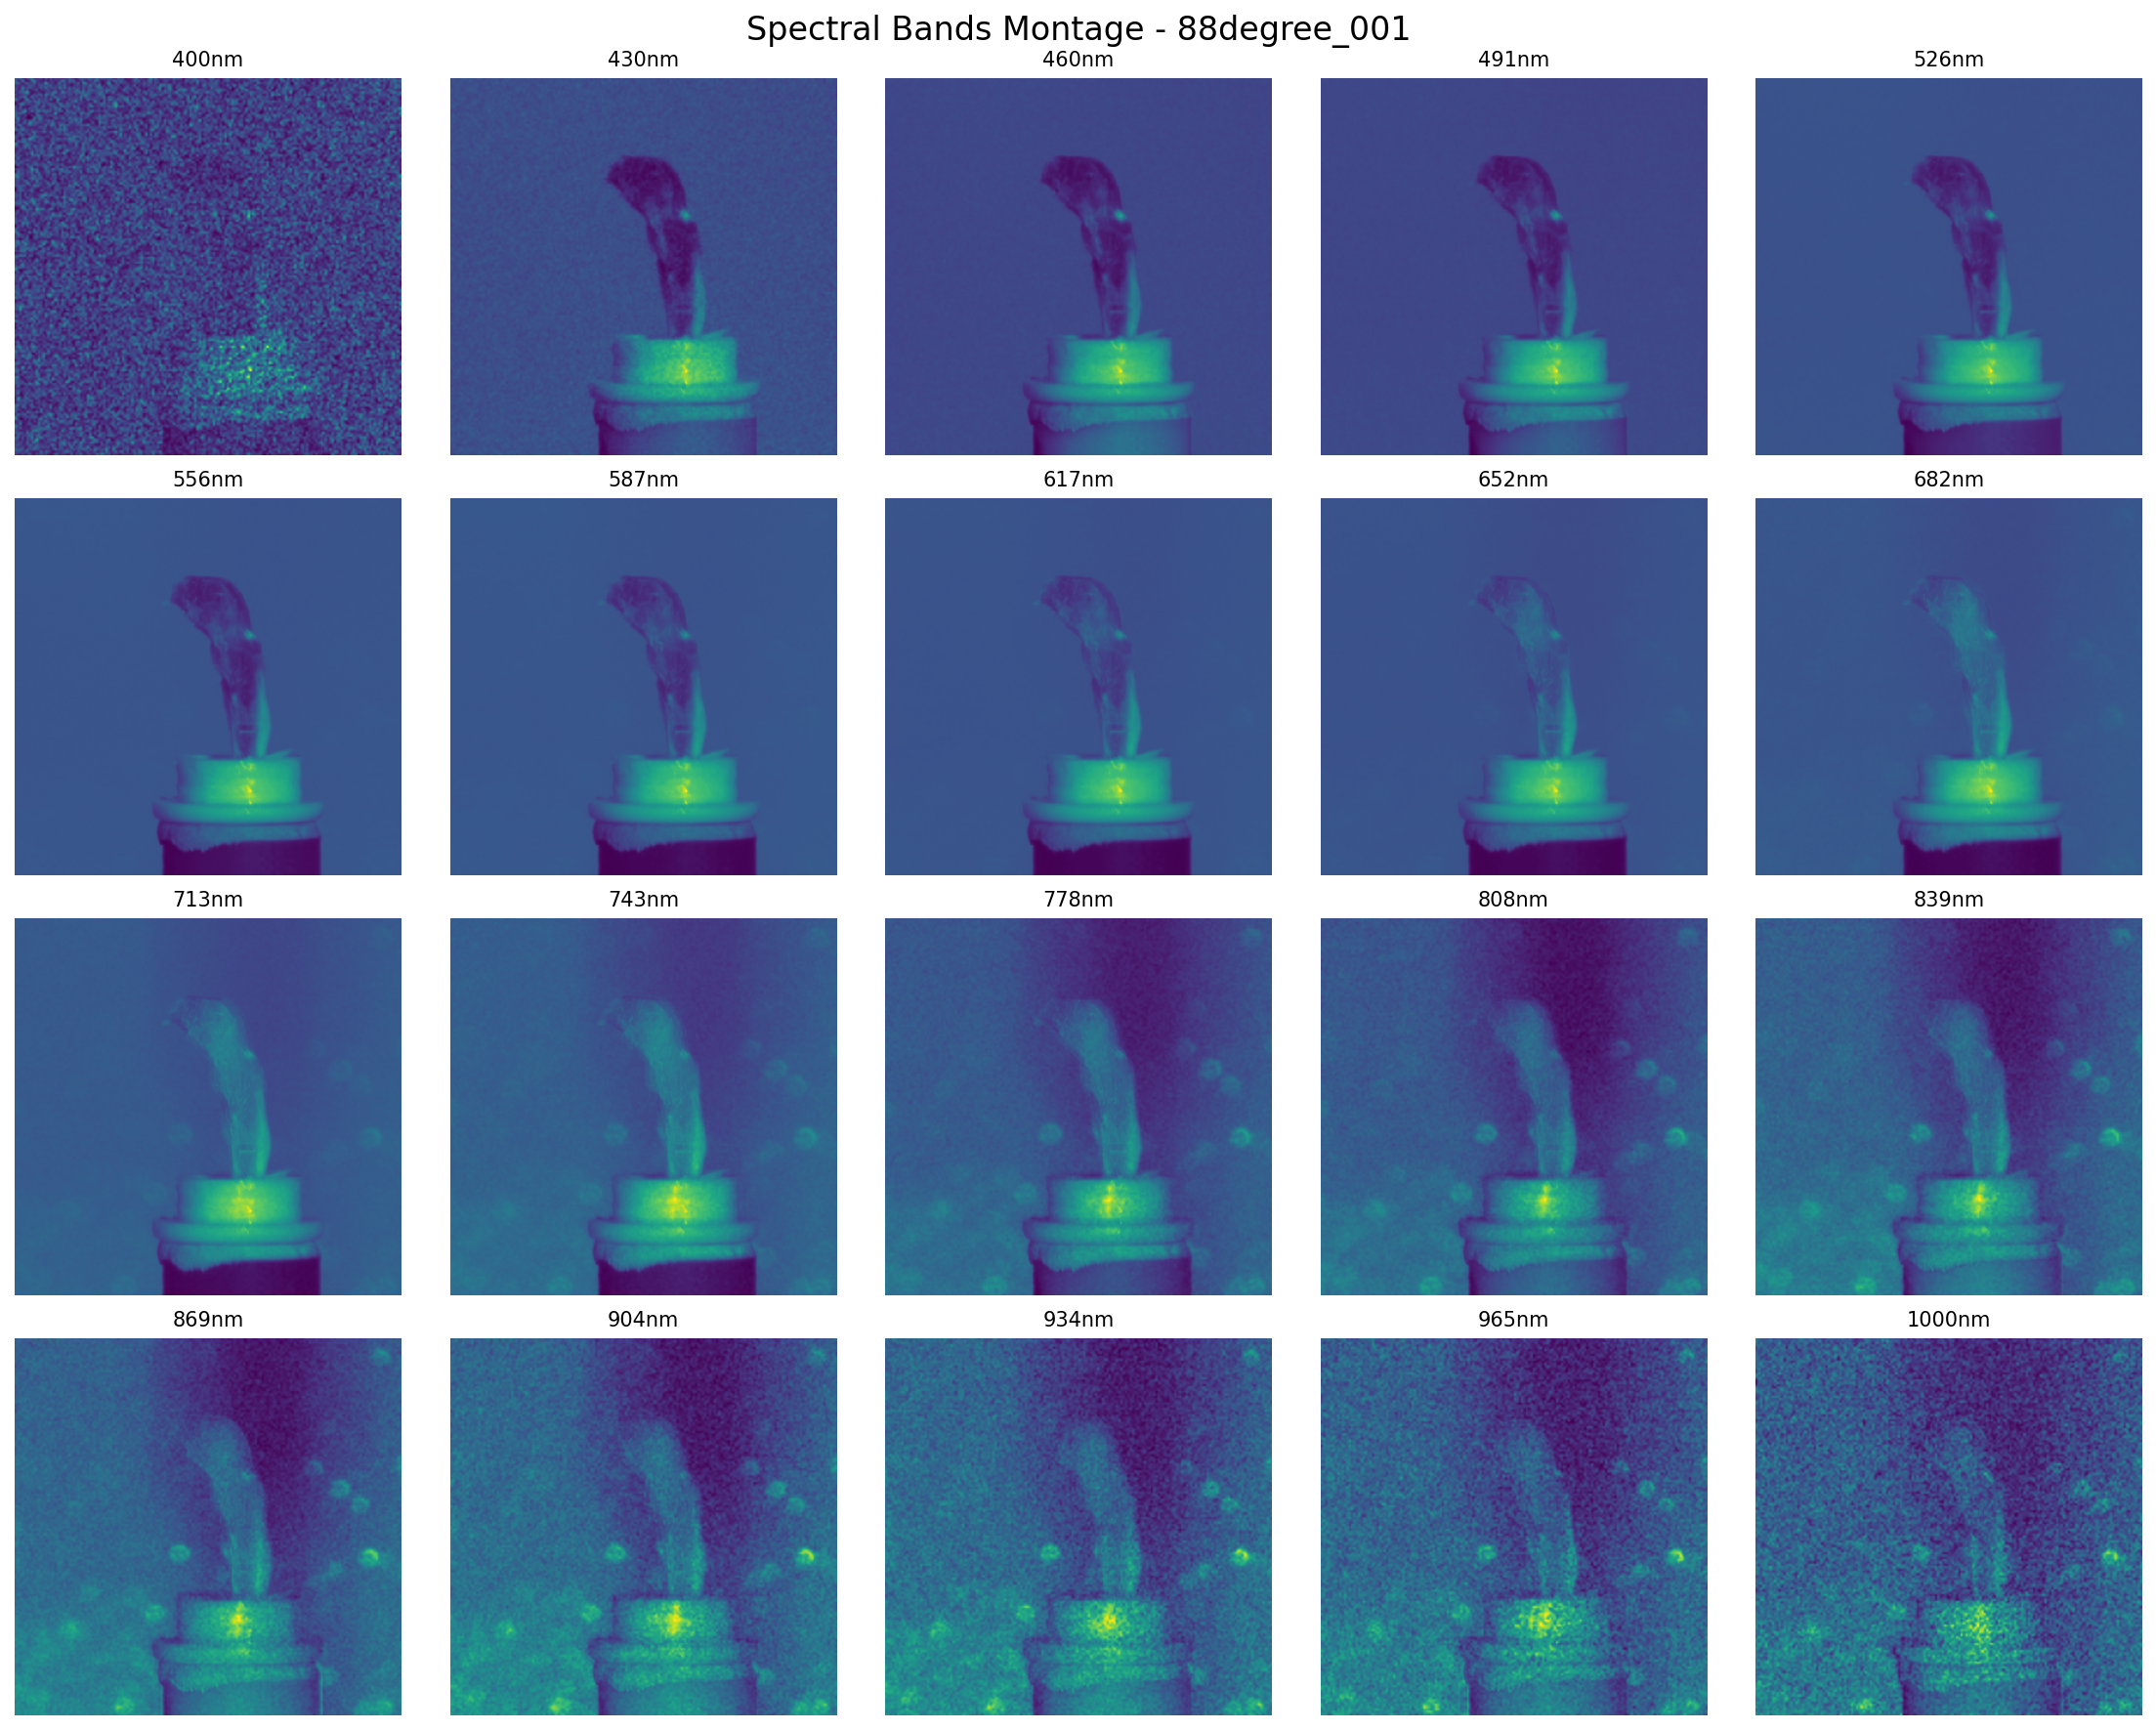 Spectral Bands Montage - 88degree_001
400nm 430nm 460nm 491nm 526nm
556nm 587nm 617nm 652nm 682nm
713nm 743nm 778nm 808nm 839nm
869nm 904nm 934nm 965nm 1000nm